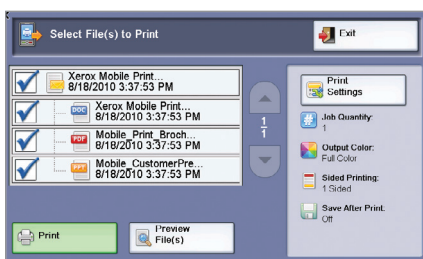 Select File(s) to Print
Exit
Xerox Mobile Print...
8/18/2010 3:37:53 PM
DOC
Xerox Mobile Print...
8/18/2010 3:37:53 PM
PDF
Mobile_Print_Broch...
8/18/2010 3:37:53 PM
PPT
Mobile_CustomerPre...
8/18/2010 3:37:53 PM
1
1
Print
Settings
Job Quantity:
1
Output Color:
Full Color
Sided Printing:
1 Sided
Save After Print:
Off
Print
Preview
File(s)